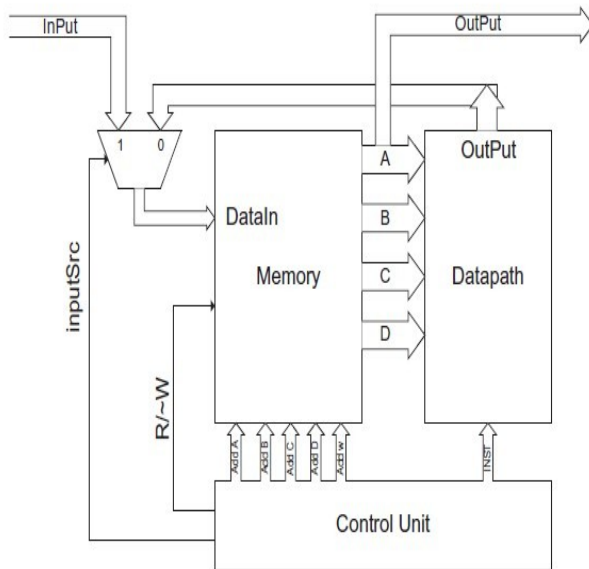 InPut
OutPut
1
0
A
OutPut
B
DataIn
C
Memory
Datapath
D
inputSrc
R/~W
Add A
Add B
Add C
Add D
Add w
INST
Control Unit